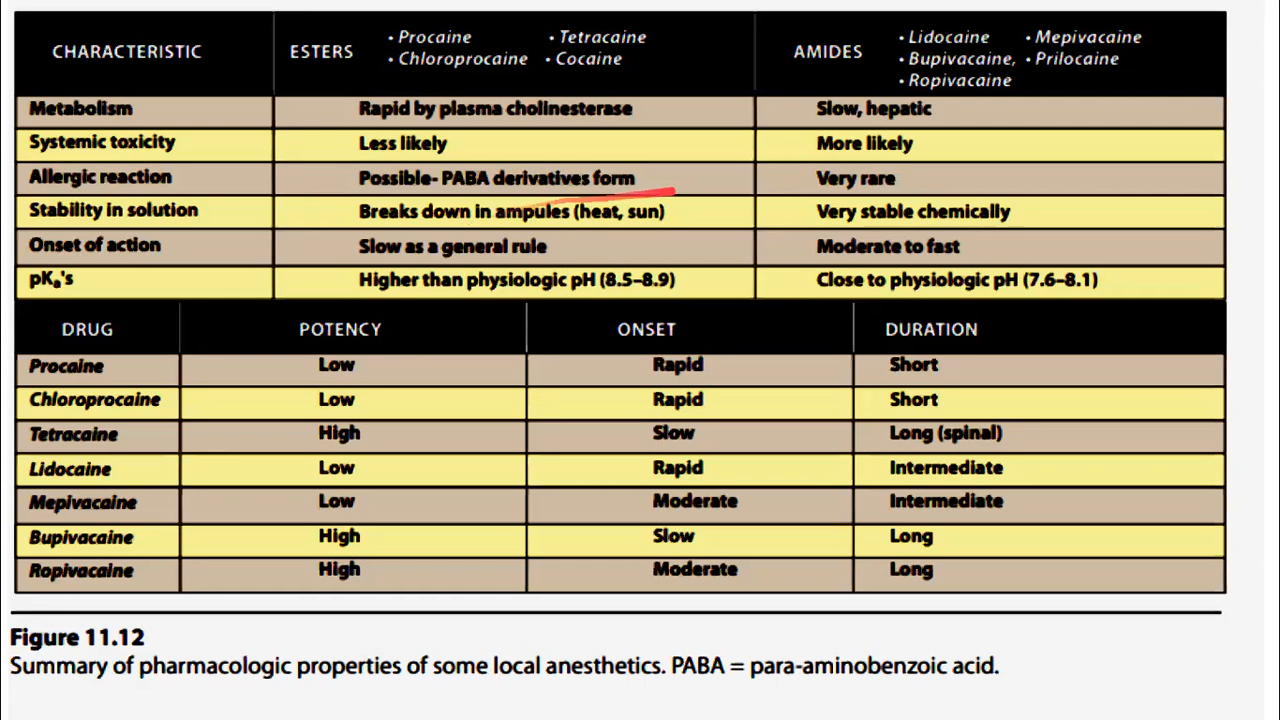 CHARACTERISTIC ESTERS • Procaine • Tetracaine • Chloroprocaine • Cocaine AMIDES • Lidocaine • Mepivacaine • Bupivacaine, • Prilocaine • Ropivacaine
Metabolism Rapid by plasma cholinesterase Slow, hepatic
Systemic toxicity Less likely More likely
Allergic reaction Possible- PABA derivatives form Very rare
Stability in solution Breaks down in ampules (heat, sun) Very stable chemically
Onset of action Slow as a general rule Moderate to fast
pKₐ's Higher than physiologic pH (8.5–8.9) Close to physiologic pH (7.6–8.1)
DRUG POTENCY ONSET DURATION
Procaine Low Rapid Short
Chloroprocaine Low Rapid Short
Tetracaine High Slow Long (spinal)
Lidocaine Low Rapid Intermediate
Mepivacaine Low Moderate Intermediate
Bupivacaine High Slow Long
Ropivacaine High Moderate Long
Figure 11.12
Summary of pharmacologic properties of some local anesthetics. PABA = para-aminobenzoic acid.